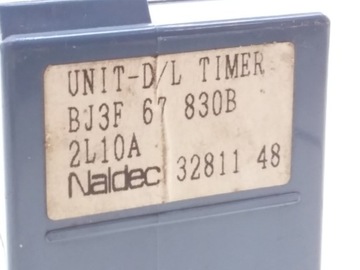 UNIT-D/L TIMER
BJ3F 67 830B
2L10A
Naldec 32811 48